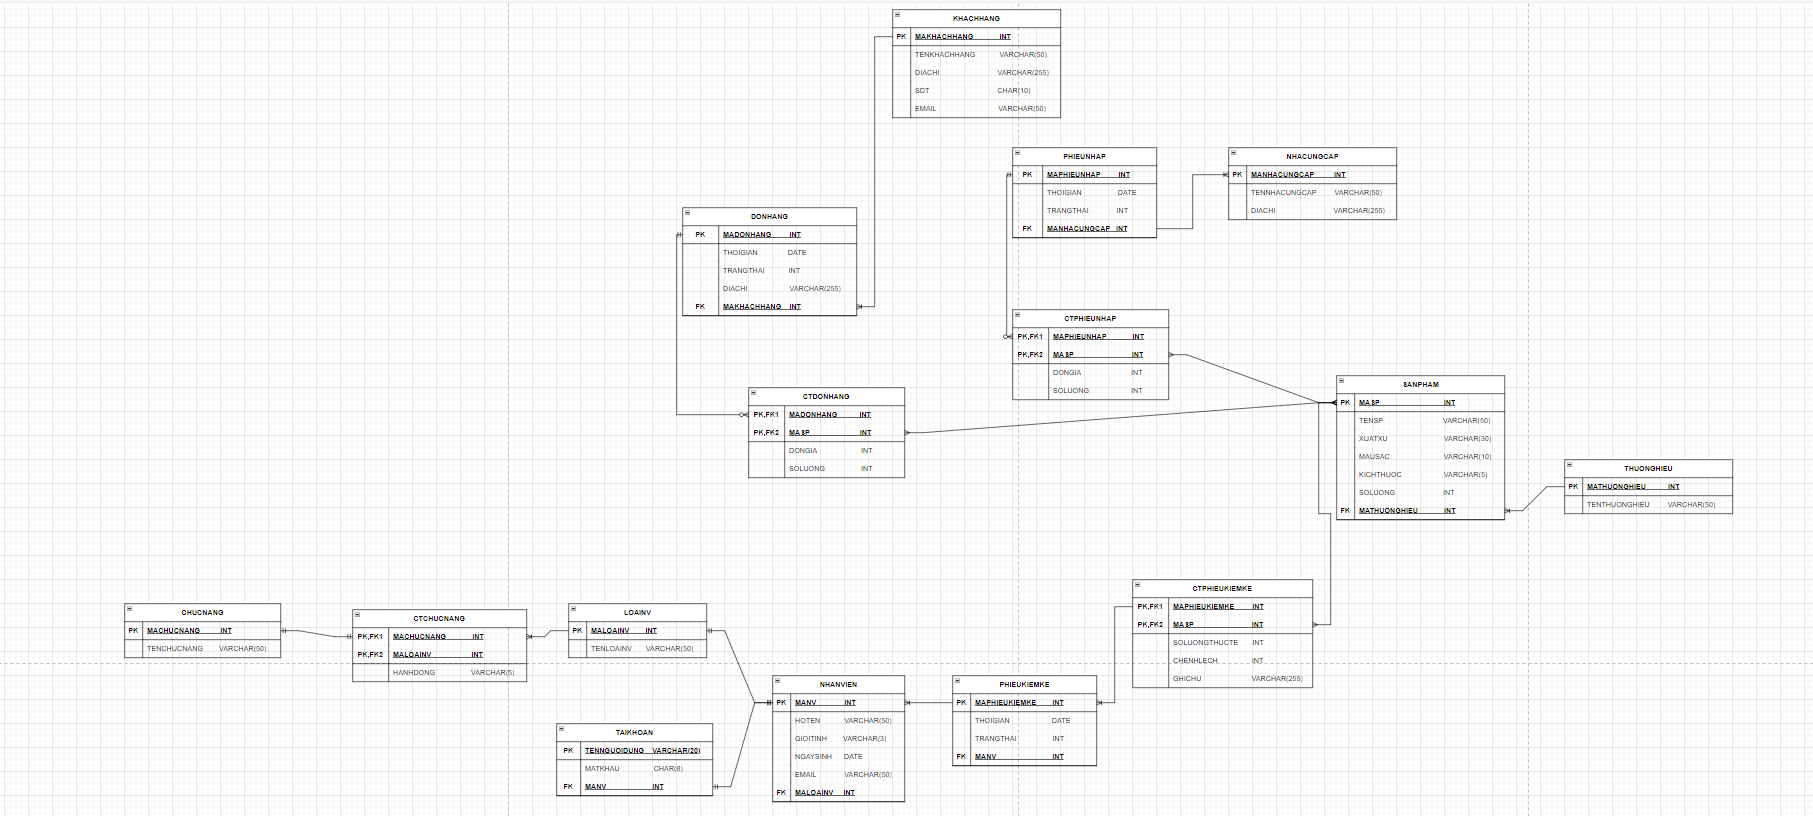 KHACHHANG
PK MAKHACHHANG INT
TENKHACHHANG VARCHAR(50)
DIACHI VARCHAR(255)
SDT CHAR(10)
EMAIL VARCHAR(50)
PHIEUNHAP
PK MAPHIEUNHAP INT
THOIGIAN DATE
TRANGTHAI INT
FK MANHACUNGCAP INT
NHACUNGCAP
PK MANHACUNGCAP INT
TENNHACUNGCAP VARCHAR(50)
DIACHI VARCHAR(255)
DONHANG
PK MADONHANG INT
THOIGIAN DATE
TRANGTHAI INT
DIACHI VARCHAR(255)
FK MAKHACHHANG INT
CTPHIEUNHAP
PK,FK1 MAPHIEUNHAP INT
PK,FK2 MASP INT
DONGIA INT
SOLUONG INT
CTDONHANG
PK,FK1 MADONHANG INT
PK,FK2 MASP INT
DONGIA INT
SOLUONG INT
SANPHAM
PK MASP INT
TENSP VARCHAR(50)
XUATXU VARCHAR(30)
MAUSAC VARCHAR(10)
KICHTHUOC VARCHAR(5)
SOLUONG INT
FK MATHUONGHIEU INT
THUONGHIEU
PK MATHUONGHIEU INT
TENTHUONGHIEU VARCHAR(50)
CHUCNANG
PK MACHUCNANG INT
TENCHUCNANG VARCHAR(50)
CTCHUCNANG
PK,FK1 MACHUCNANG INT
PK,FK2 MALOAINV INT
HANHDONG VARCHAR(5)
LOAINV
PK MALOAINV INT
TENLOAINV VARCHAR(50)
CTPHIEUKIEMKE
PK,FK1 MAPHIEUKIEMKE INT
PK,FK2 MASP INT
SOLUONGTHUCTE INT
CHENHLECH INT
GHICHU VARCHAR(255)
TAIKHOAN
PK TENNGUOIDUNG VARCHAR(20)
MATKHAU CHAR(8)
FK MANV INT
NHANVIEN
PK MANV INT
HOTEN VARCHAR(50)
GIOITINH VARCHAR(3)
NGAYSINH DATE
EMAIL VARCHAR(50)
FK MALOAINV INT
PHIEUKIEMKE
PK MAPHIEUKIEMKE INT
THOIGIAN DATE
TRANGTHAI INT
FK MANV INT